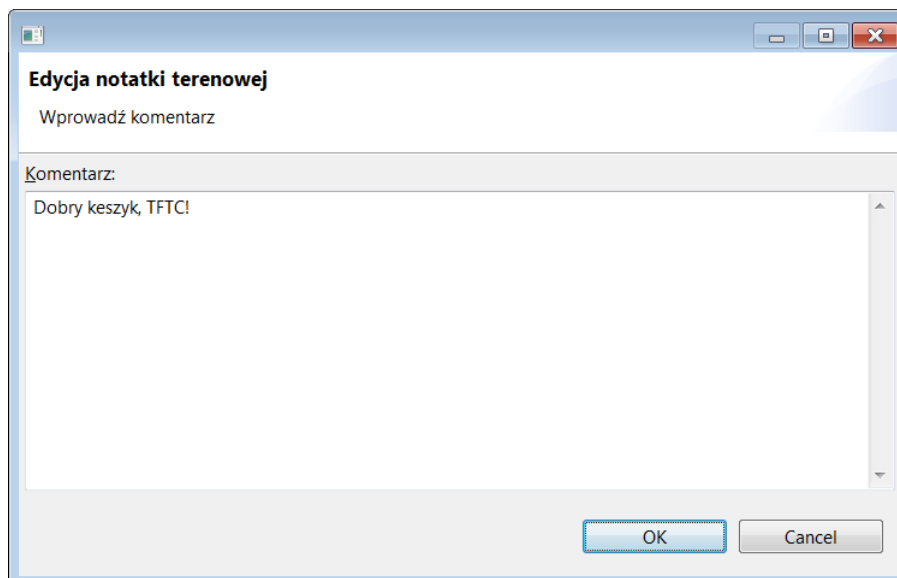 Edycja notatki terenowej
Wprowadź komentarz
Komentarz:
Dobry keszyk, TFTC!
OK
Cancel